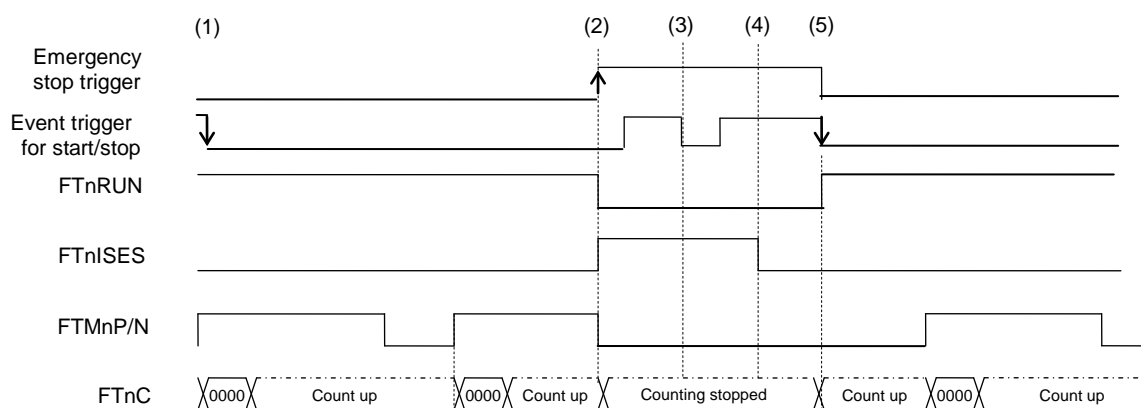 (1) (2) (3) (4) (5)
Emergency
stop trigger
Event trigger
for start/stop
FTnRUN
FTnISES
FTMnP/N
FTnC 0000 Count up 0000 Count up Counting stopped Count up 0000 Count up